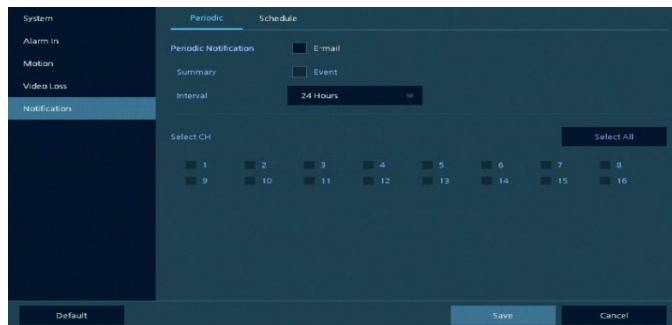 System
Alarm In
Motion
Video Loss
Notification
Periodic Schedule
Periodic Notification E-mail
Summary Event
Interval 24 Hours
Select CH Select All
1 2 3 4 5 6 7 8
9 10 11 12 13 14 15 16
Default Save Cancel